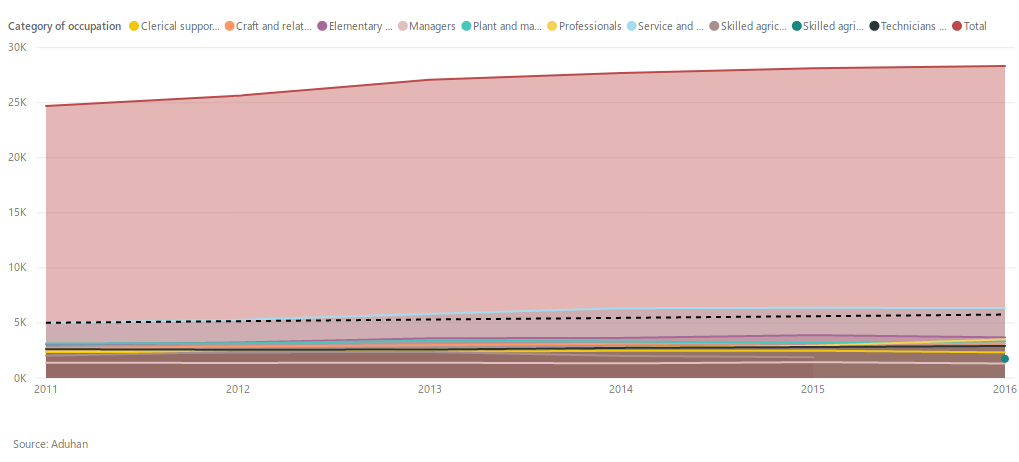 Category of occupation Clerical suppor... Craft and relat... Elementary ... Managers Plant and ma... Professionals Service and ... Skilled agric... Skilled agri... Technicians ... Total
30K
25K
20K
15K
10K
5K
0K
2011 2012 2013 2014 2015 2016
Source: Aduhan